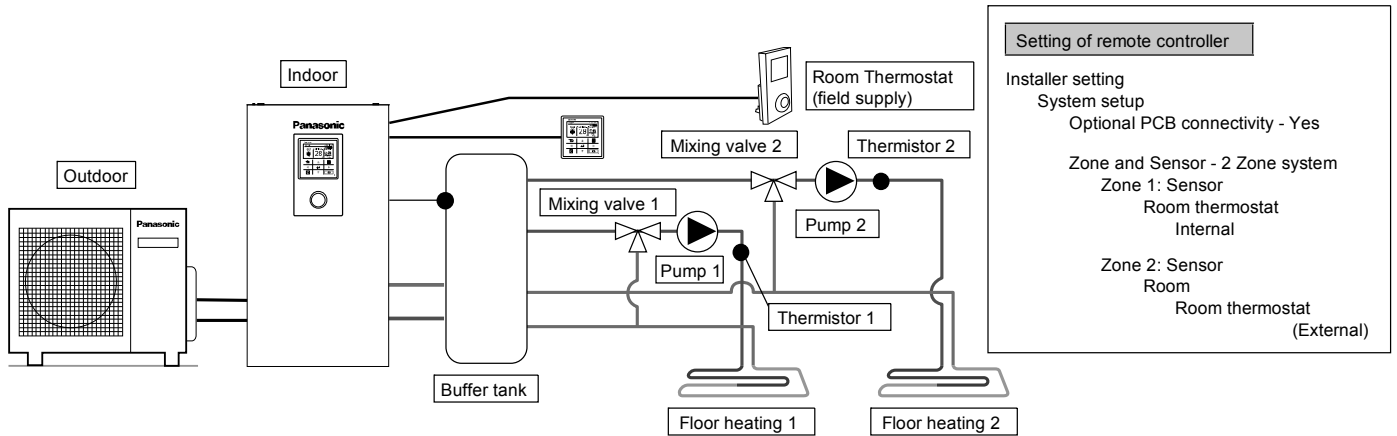 Outdoor
Panasonic
Indoor
Panasonic
28
28
Room Thermostat
(field supply)
Mixing valve 2
Thermistor 2
Mixing valve 1
Pump 2
Pump 1
Thermistor 1
Buffer tank
Floor heating 1
Floor heating 2
Setting of remote controller
Installer setting
System setup
Optional PCB connectivity - Yes
Zone and Sensor - 2 Zone system
Zone 1: Sensor
Room thermostat
Internal
Zone 2: Sensor
Room
Room thermostat
(External)